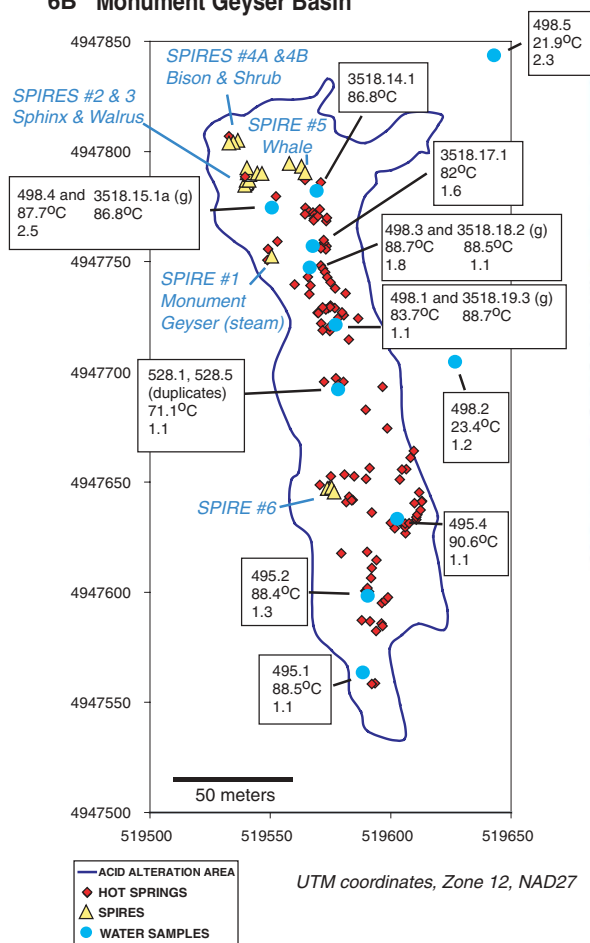 6B Monument Geyser Basin
4947850
498.5
21.9°C
2.3
SPIRES #4A &4B
Bison & Shrub
3518.14.1
86.8°C
SPIRES #2 & 3
Sphinx & Walrus
SPIRE #5
Whale
4947800
3518.17.1
82°C
1.6
498.4 and 3518.15.1a (g)
87.7°C 86.8°C
2.5
498.3 and 3518.18.2 (g)
88.7°C 88.5°C
1.8 1.1
4947750
SPIRE #1
Monument
Geyser (steam)
498.1 and 3518.19.3 (g)
83.7°C 88.7°C
1.1
4947700
528.1, 528.5
(duplicates)
71.1°C
1.1
498.2
23.4°C
1.2
4947650
SPIRE #6
495.4
90.6°C
1.1
4947600
495.2
88.4°C
1.3
495.1
88.5°C
1.1
4947550
50 meters
4947500
519500 519550 519600 519650
ACID ALTERATION AREA
HOT SPRINGS
SPIRES
WATER SAMPLES
UTM coordinates, Zone 12, NAD27